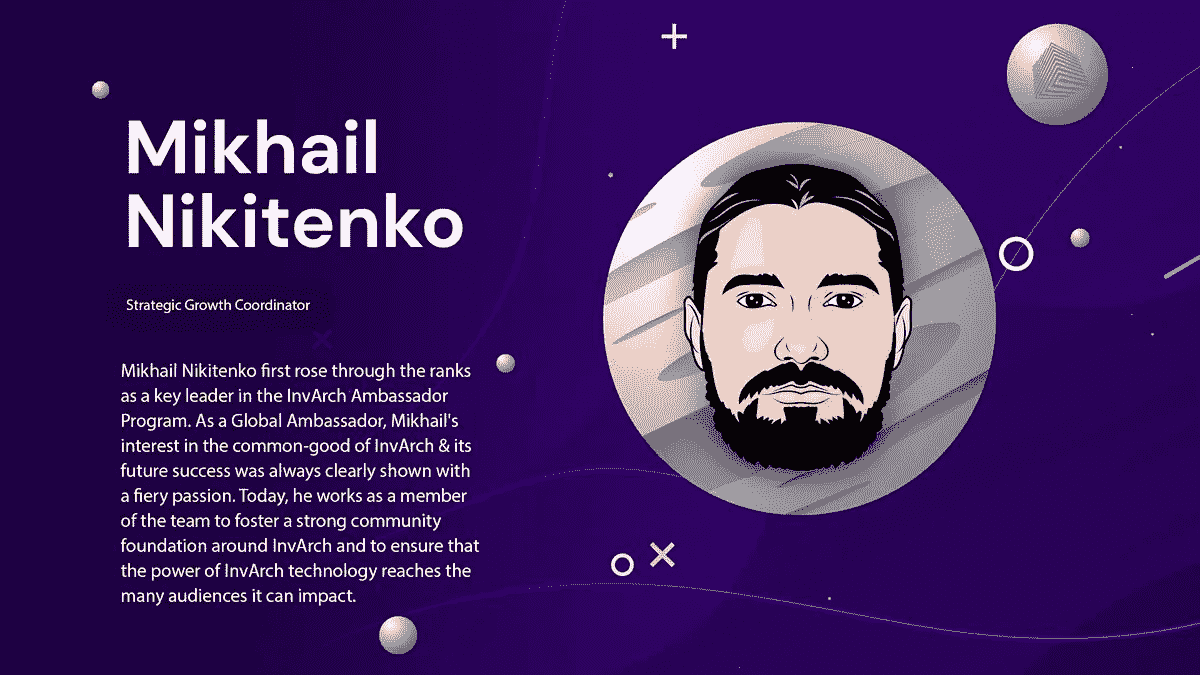 Mikhail
Nikitenko
Strategic Growth Coordinator
Mikhail Nikitenko first rose through the ranks
as a key leader in the InvArch Ambassador
Program. As a Global Ambassador, Mikhail's
interest in the common-good of InvArch & its
future success was always clearly shown with
a fiery passion. Today, he works as a member
of the team to foster a strong community
foundation around InvArch and to ensure that
the power of InvArch technology reaches the
many audiences it can impact.